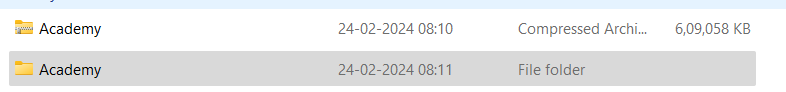 Academy 24-02-2024 08:10 Compressed Archi... 6,09,058 KB
Academy 24-02-2024 08:11 File folder